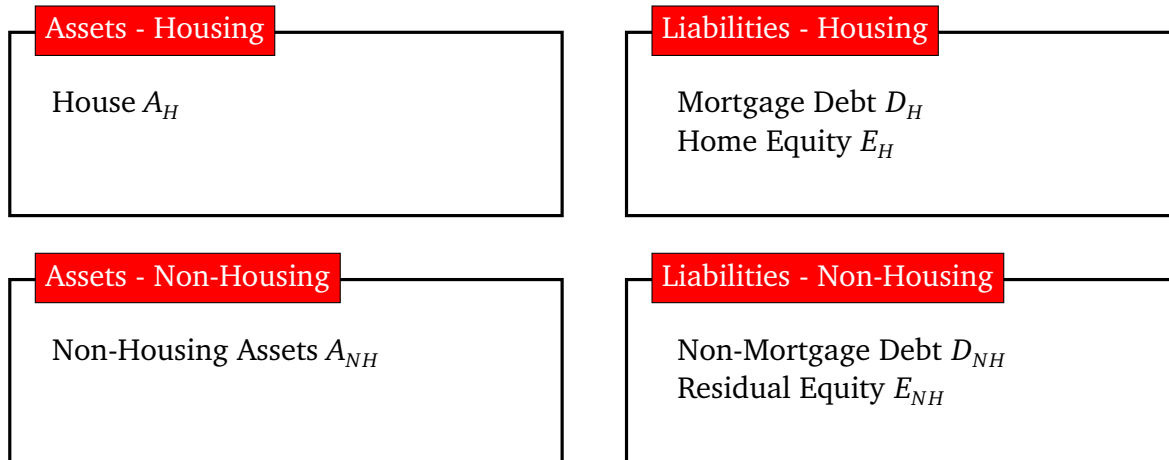 Assets - Housing
House A_H
Liabilities - Housing
Mortgage Debt D_H
Home Equity E_H
Assets - Non-Housing
Non-Housing Assets A_NH
Liabilities - Non-Housing
Non-Mortgage Debt D_NH
Residual Equity E_NH